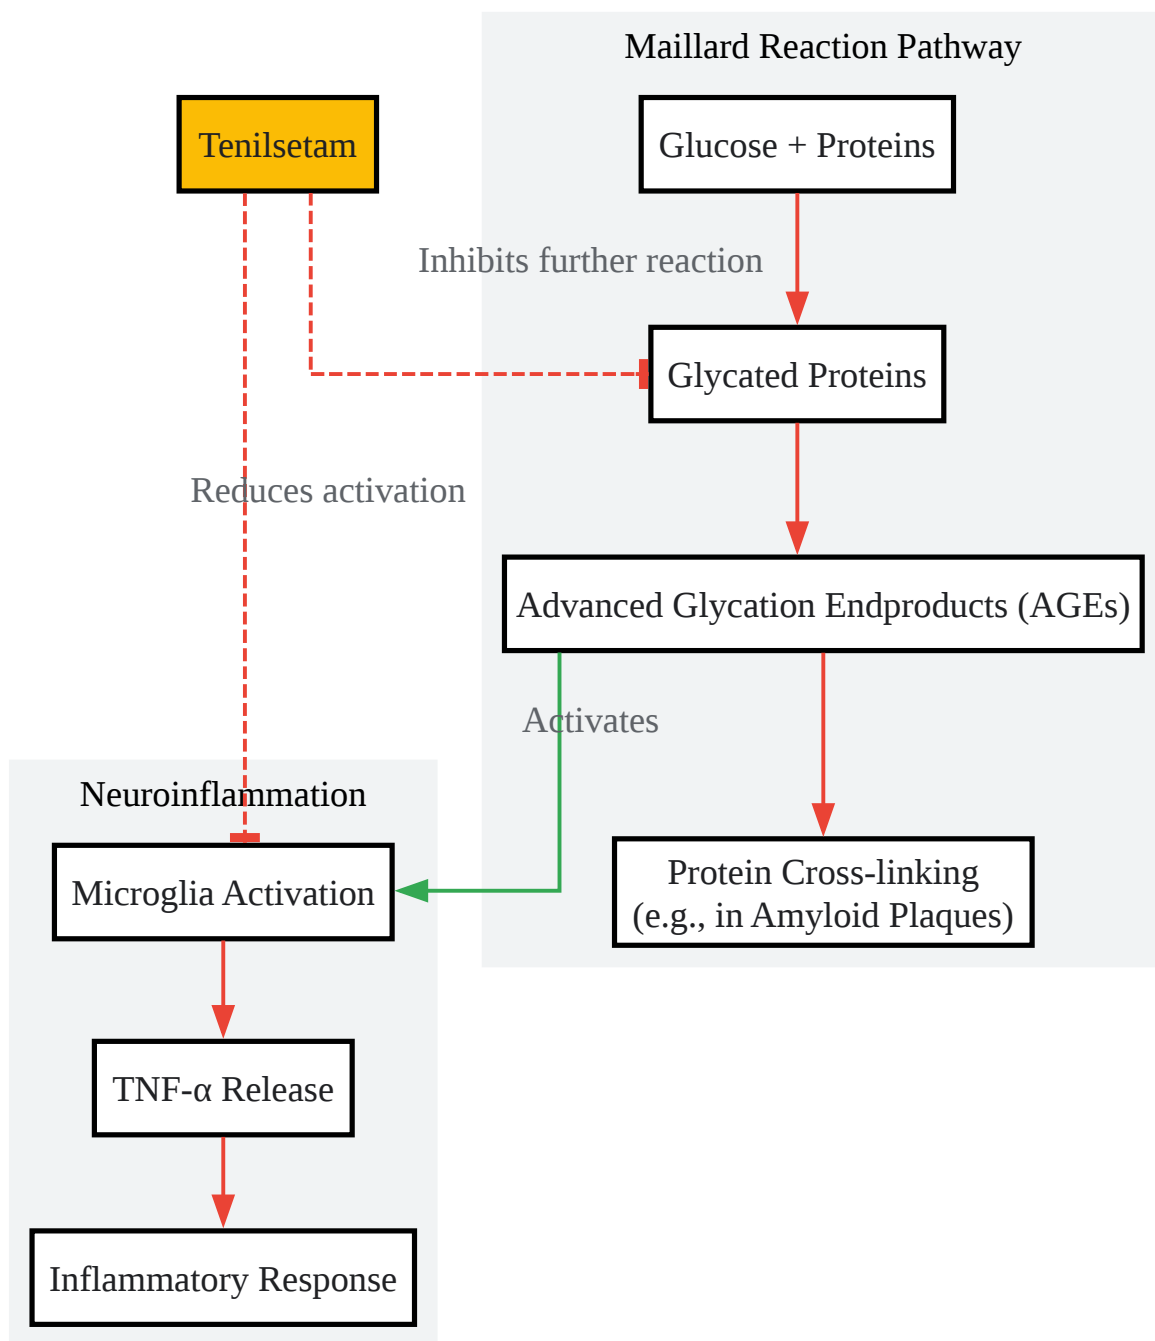 Maillard Reaction Pathway
Tenilsetam
Glucose + Proteins
Inhibits further reaction
Glycated Proteins
Reduces activation
Advanced Glycation Endproducts (AGEs)
Activates
Neuroinflammation
Microglia Activation
Protein Cross-linking
(e.g., in Amyloid Plaques)
TNF-α Release
Inflammatory Response